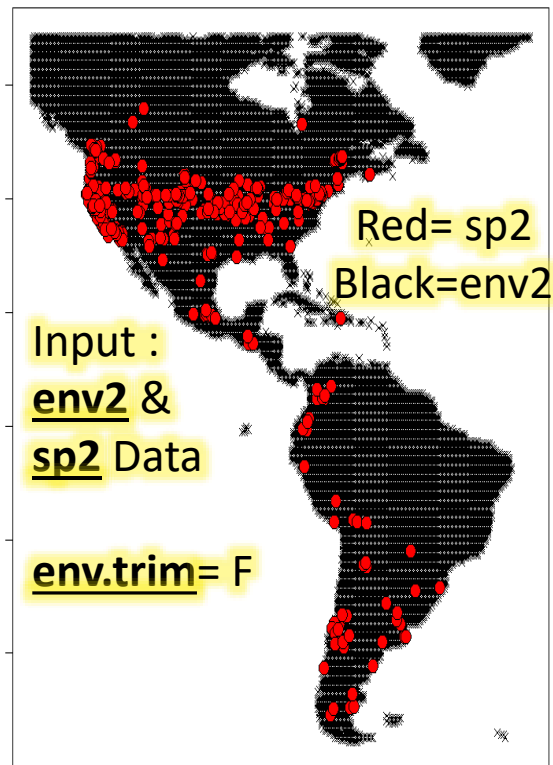 Red= sp2
Black=env2
Input :
env2 &
sp2 Data
env.trim= F